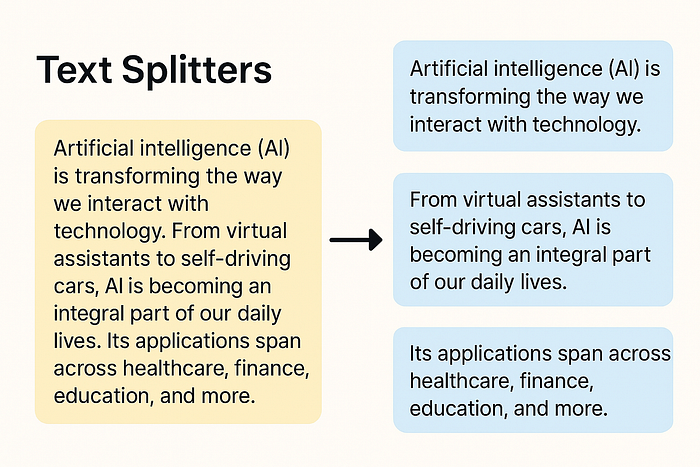 Text Splitters
Artificial intelligence (AI)
is transforming the way
we interact with
technology. From virtual
assistants to self-driving
cars, AI is becoming an
integral part of our daily
lives. Its applications span
across healthcare, finance,
education, and more.
Artificial intelligence (AI) is
transforming the way we
interact with technology.
From virtual assistants to
self-driving cars, AI is
becoming an integral part
of our daily lives.
Its applications span across
healthcare, finance,
education, and more.